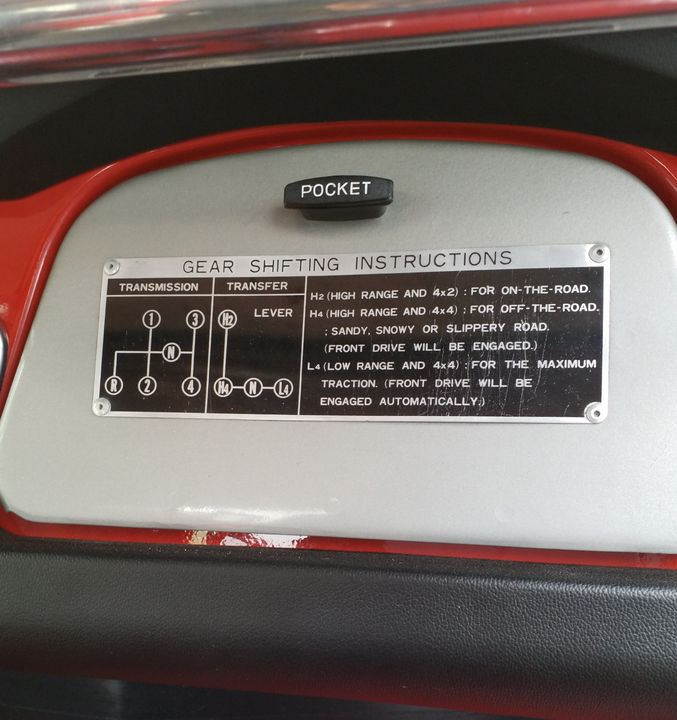 POCKET
GEAR SHIFTING INSTRUCTIONS
TRANSMISSION
1 3
N
R 2 4
TRANSFER
H2 LEVER
H4 N L4
H2 (HIGH RANGE AND 4x2) : FOR ON-THE-ROAD.
H4 (HIGH RANGE AND 4x4) : FOR OFF-THE-ROAD.
; SANDY, SNOWY OR SLIPPERY ROAD.
(FRONT DRIVE WILL BE ENGAGED.)
L4 (LOW RANGE AND 4x4) : FOR THE MAXIMUM
TRACTION. (FRONT DRIVE WILL BE
ENGAGED AUTOMATICALLY.)